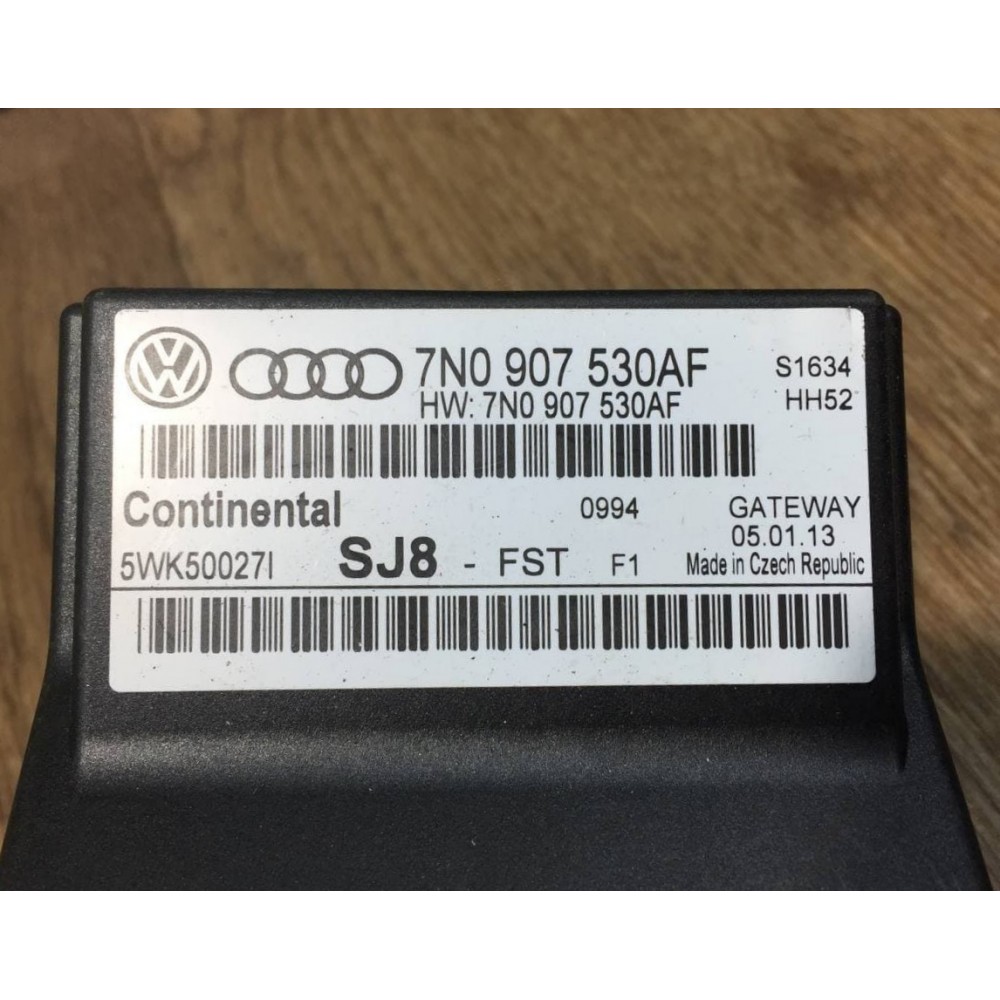 7N0 907 530AF
S1634
HW: 7N0 907 530AF
HH52
Continental
0994
GATEWAY
05.01.13
5WK50027I
SJ8 - FST F1
Made in Czech Republic